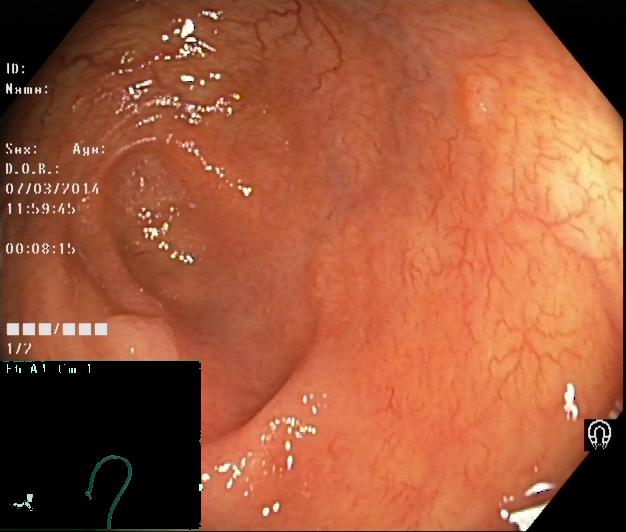 ID:
Name:
Sex: Age:
D.O.B.:
07/03/2014
11:59:45
00:08:15
■■■/■■■
1/2